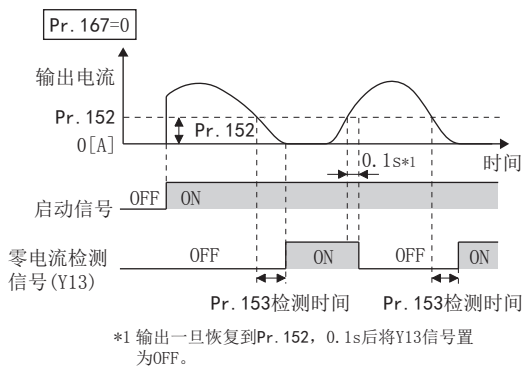 Pr.167=0
输出电流
Pr.152
Pr.152
0[A]
时间
0.1s*1
启动信号
OFF
ON
零电流检测
信号(Y13)
OFF
ON
OFF
ON
Pr.153检测时间
Pr.153检测时间
*1 输出一旦恢复到Pr.152，0.1s后将Y13信号置
为OFF。